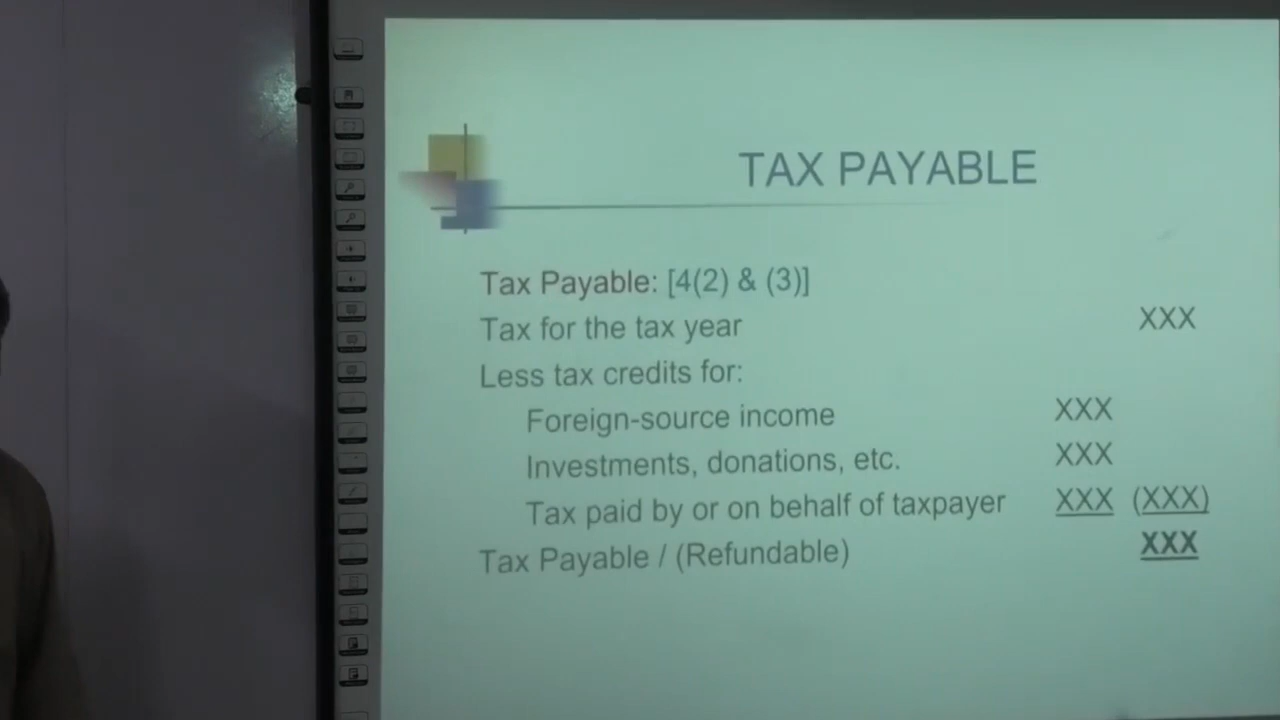 TAX PAYABLE
Tax Payable: [4(2) & (3)]
Tax for the tax year XXX
Less tax credits for:
Foreign-source income XXX
Investments, donations, etc. XXX
Tax paid by or on behalf of taxpayer XXX (XXX)
Tax Payable / (Refundable) XXX